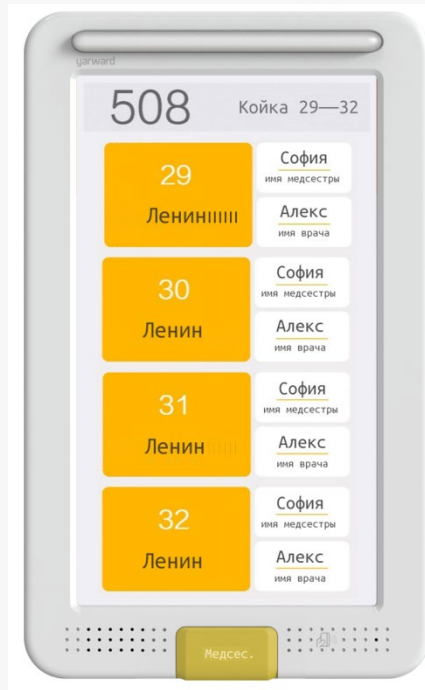 yarward
508
Койка 29—32
29
Ленинıııııı
София
имя медсестры
Алекс
имя врача
30
Ленин
София
имя медсестры
Алекс
имя врача
31
Ленин
София
имя медсестры
Алекс
имя врача
32
Ленин
София
имя медсестры
Алекс
имя врача
Медсес.